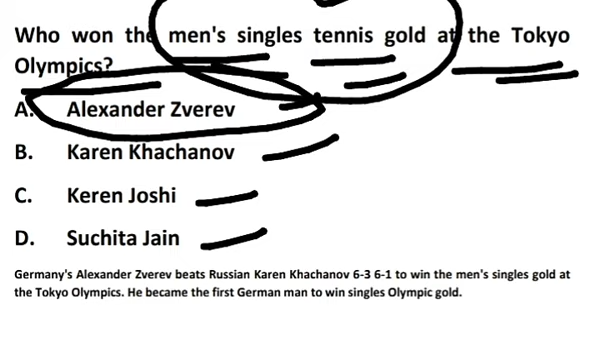 Who won the men's singles tennis gold at the Tokyo
Olympics?
A. Alexander Zverev
B. Karen Khachanov
C. Keren Joshi
D. Suchita Jain
Germany's Alexander Zverev beats Russian Karen Khachanov 6-3 6-1 to win the men's singles gold at
the Tokyo Olympics. He became the first German man to win singles Olympic gold.